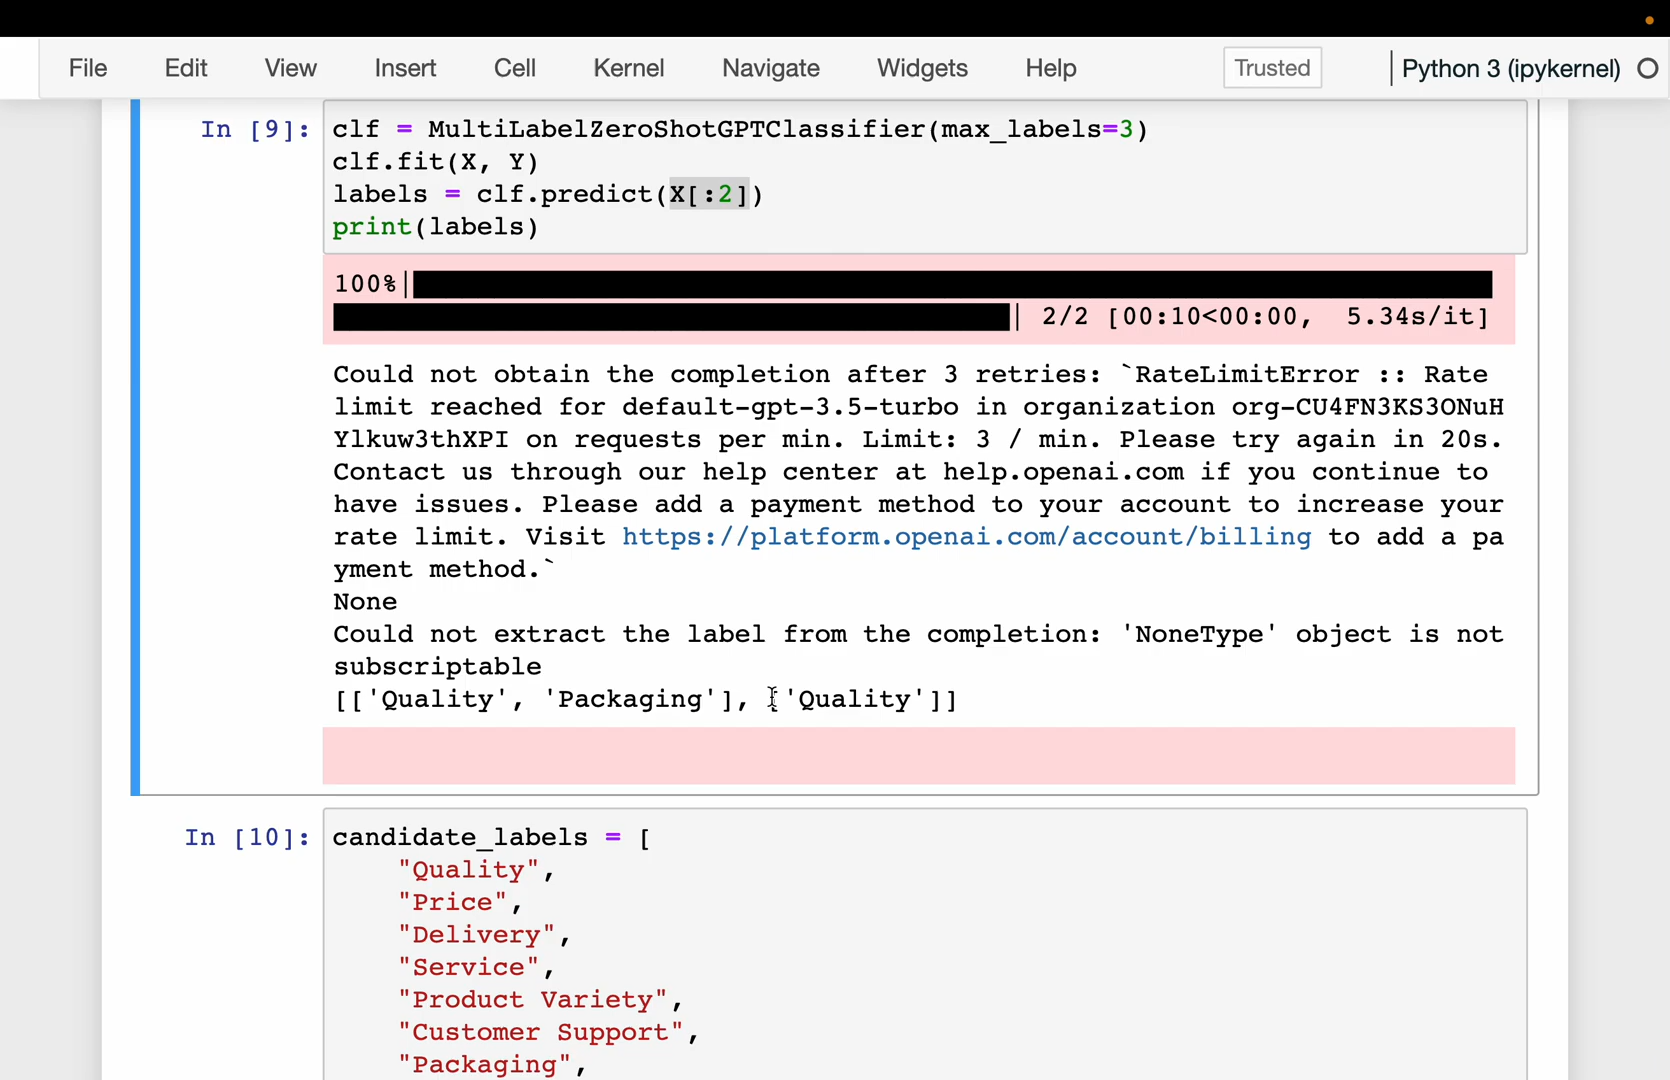 File Edit View Insert Cell Kernel Navigate Widgets Help Trusted Python 3 (ipykernel)
In [9]: clf = MultiLabelZeroShotGPTClassifier(max_labels=3)
clf.fit(X, Y)
labels = clf.predict(X[:2])
print(labels)
100%|
| 2/2 [00:10<00:00, 5.34s/it]
Could not obtain the completion after 3 retries: `RateLimitError :: Rate
limit reached for default-gpt-3.5-turbo in organization org-CU4FN3KS3ONuH
Ylkuw3thXPI on requests per min. Limit: 3 / min. Please try again in 20s.
Contact us through our help center at help.openai.com if you continue to
have issues. Please add a payment method to your account to increase your
rate limit. Visit https://platform.openai.com/account/billing to add a pa
yment method.`
None
Could not extract the label from the completion: 'NoneType' object is not
subscriptable
[['Quality', 'Packaging'], ['Quality']]
In [10]: candidate_labels = [
"Quality",
"Price",
"Delivery",
"Service",
"Product Variety",
"Customer Support",
"Packaging",